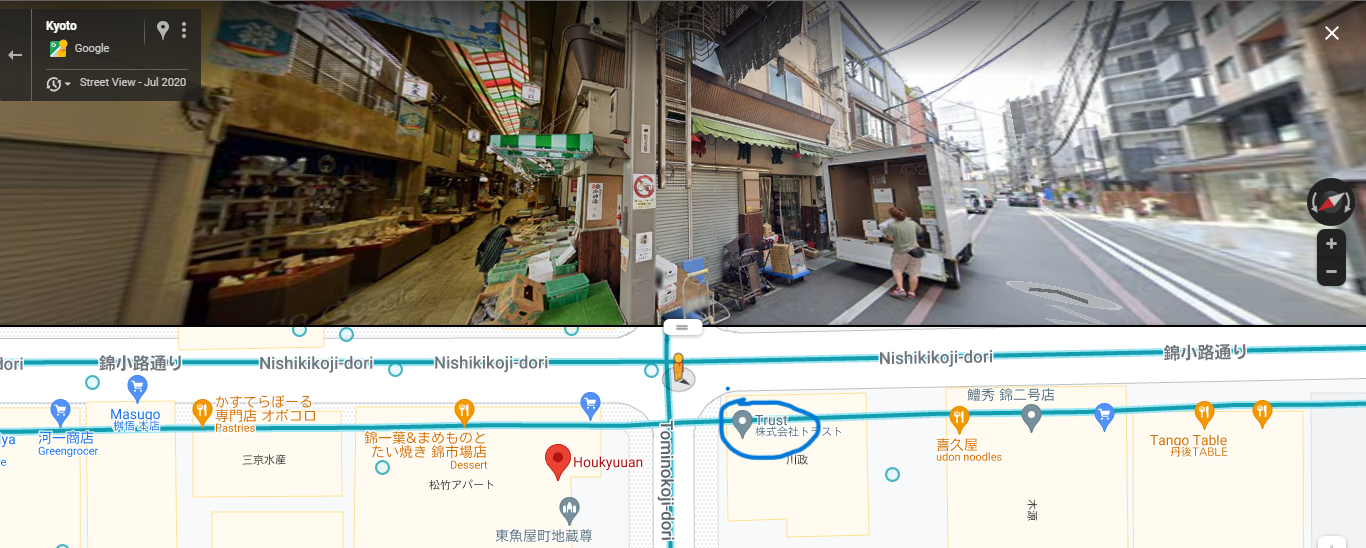 Kyoto
Google
Street View - Jul 2020
川政
dori
錦小路通り
Nishikikoji-dori
Nishikikoji-dori
Nishikikoji-dori
錦小路通り
Masugo
桝悟 本店
かすてらぼーる
専門店 オポコロ
Pastries
iya
е
河一商店
Greengrocer
三京水産
錦一葉&まめものと
たい焼き 錦市場店
Dessert
松竹アパート
Houkyuuan
東魚屋町地蔵尊
Tominokoji-dori
Trust
株式会社トラスト
川政
鱧秀 錦二号店
喜久屋
udon noodles
木源
Tango Table
丹後TABLE